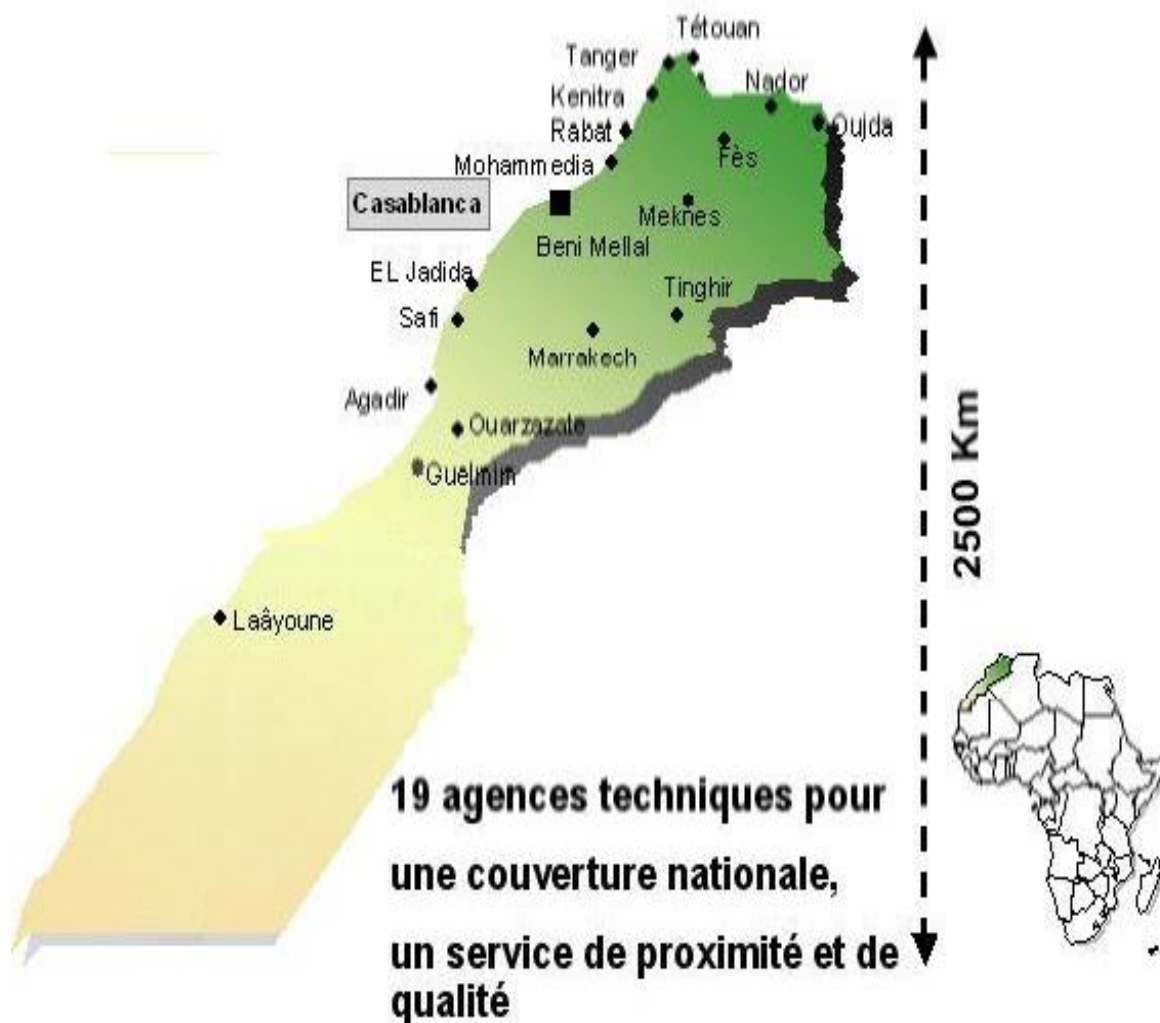 Tétouan
Tanger
Nador
Kenitra
Rabat
Oujda
Fès
Mohammedia
Casablanca
Meknes
Beni Mellal
EL Jadida
Tinghir
Safi
Marrakech
Agadir
Ouarzazate
Guelmim
2500 Km
Laâyoune
19 agences techniques pour
une couverture nationale,
un service de proximité et de
qualité